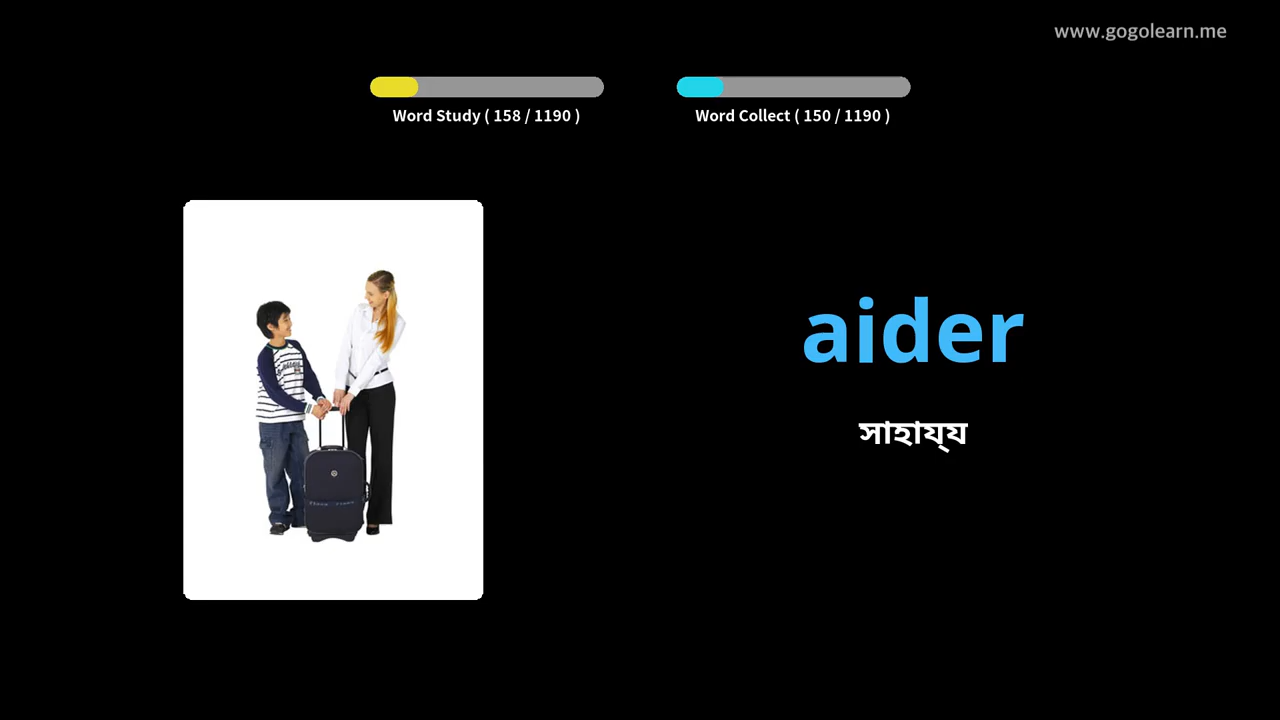 www.gogolearn.me
Word Study ( 158 / 1190 )
Word Collect ( 150 / 1190 )
aider
সাহায়্য